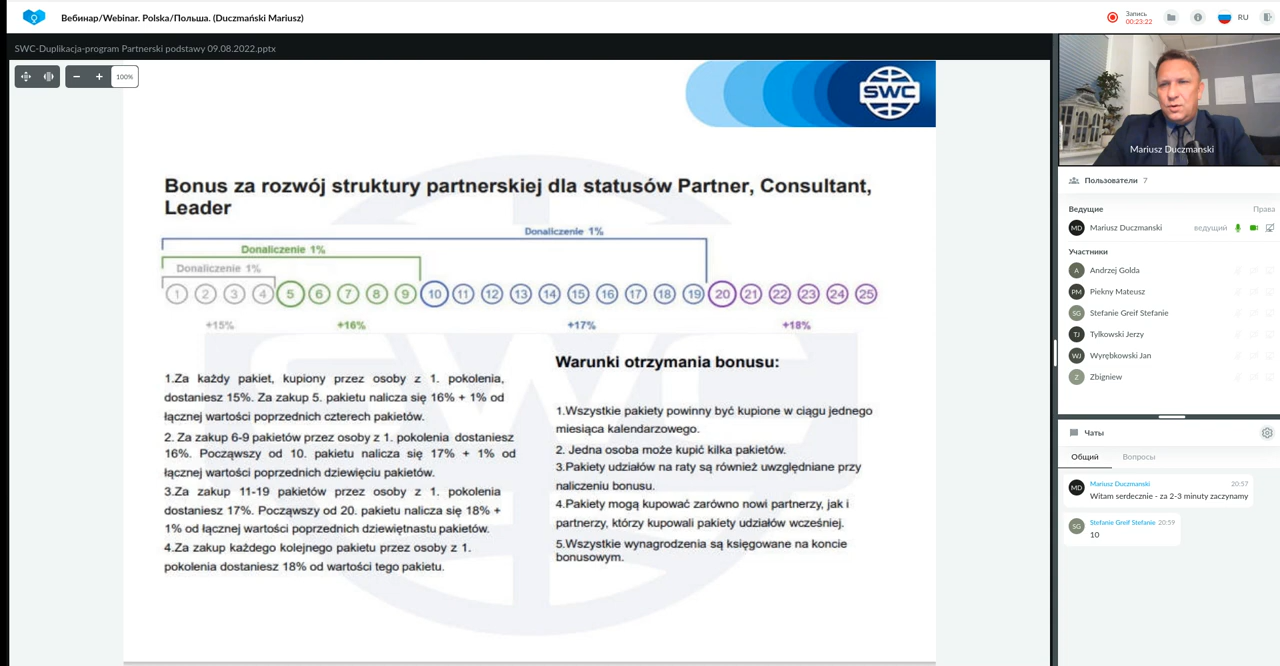 Вебинар/Webinar. Polska/Польша. (Duczmański Mariusz)
Запись
00:23:22
RU
SWC-Duplikacja-program Partnerski podstawy 09.08.2022.pptx
100%
SWC
Bonus za rozwój struktury partnerskiej dla statusów Partner, Consultant,
Leader
Donaliczenie 1%
Donaliczenie 1%
Donaliczenie 1%
1 2 3 4 5 6 7 8 9 10 11 12 13 14 15 16 17 18 19 20 21 22 23 24 25
+15% +16% +17% +18%
1.Za każdy pakiet, kupiony przez osoby z 1. pokolenia,
dostaniesz 15%. Za zakup 5. pakietu nalicza się 16% + 1% od
łącznej wartości poprzednich czterech pakietów.
2. Za zakup 6-9 pakietów przez osoby z 1. pokolenia dostaniesz
16%. Począwszy od 10. pakietu nalicza się 17% + 1% od
łącznej wartości poprzednich dziewięciu pakietów.
3.Za zakup 11-19 pakietów przez osoby z 1. pokolenia
dostaniesz 17%. Począwszy od 20. pakietu nalicza się 18% +
1% od łącznej wartości poprzednich dziewiętnastu pakietów.
4.Za zakup każdego kolejnego pakietu przez osoby z 1.
pokolenia dostaniesz 18% od wartości tego pakietu.
Warunki otrzymania bonusu:
1.Wszystkie pakiety powinny być kupione w ciągu jednego
miesiąca kalendarzowego.
2. Jedna osoba może kupić kilka pakietów.
3.Pakiety udziałów na raty są również uwzględniane przy
naliczeniu bonusu.
4.Pakiety mogą kupować zarówno nowi partnerzy, jak i
partnerzy, którzy kupowali pakiety udziałów wcześniej.
5.Wszystkie wynagrodzenia są księgowane na koncie
bonusowym.
SWC
Mariusz Duczmanski
Пользователи 7
Ведущие Права
MD Mariusz Duczmanski ведущий
Участники
A Andrzej Golda
PM Piekny Mateusz
SG Stefanie Greif Stefanie
TJ Tylkowski Jerzy
WJ Wyrębkowski Jan
Z Zbigniew
Чаты
Общий Вопросы
MD Mariusz Duczmanski 20:57
Witam serdecznie - za 2-3 minuty zaczynamy
SG Stefanie Greif Stefanie 20:59
10